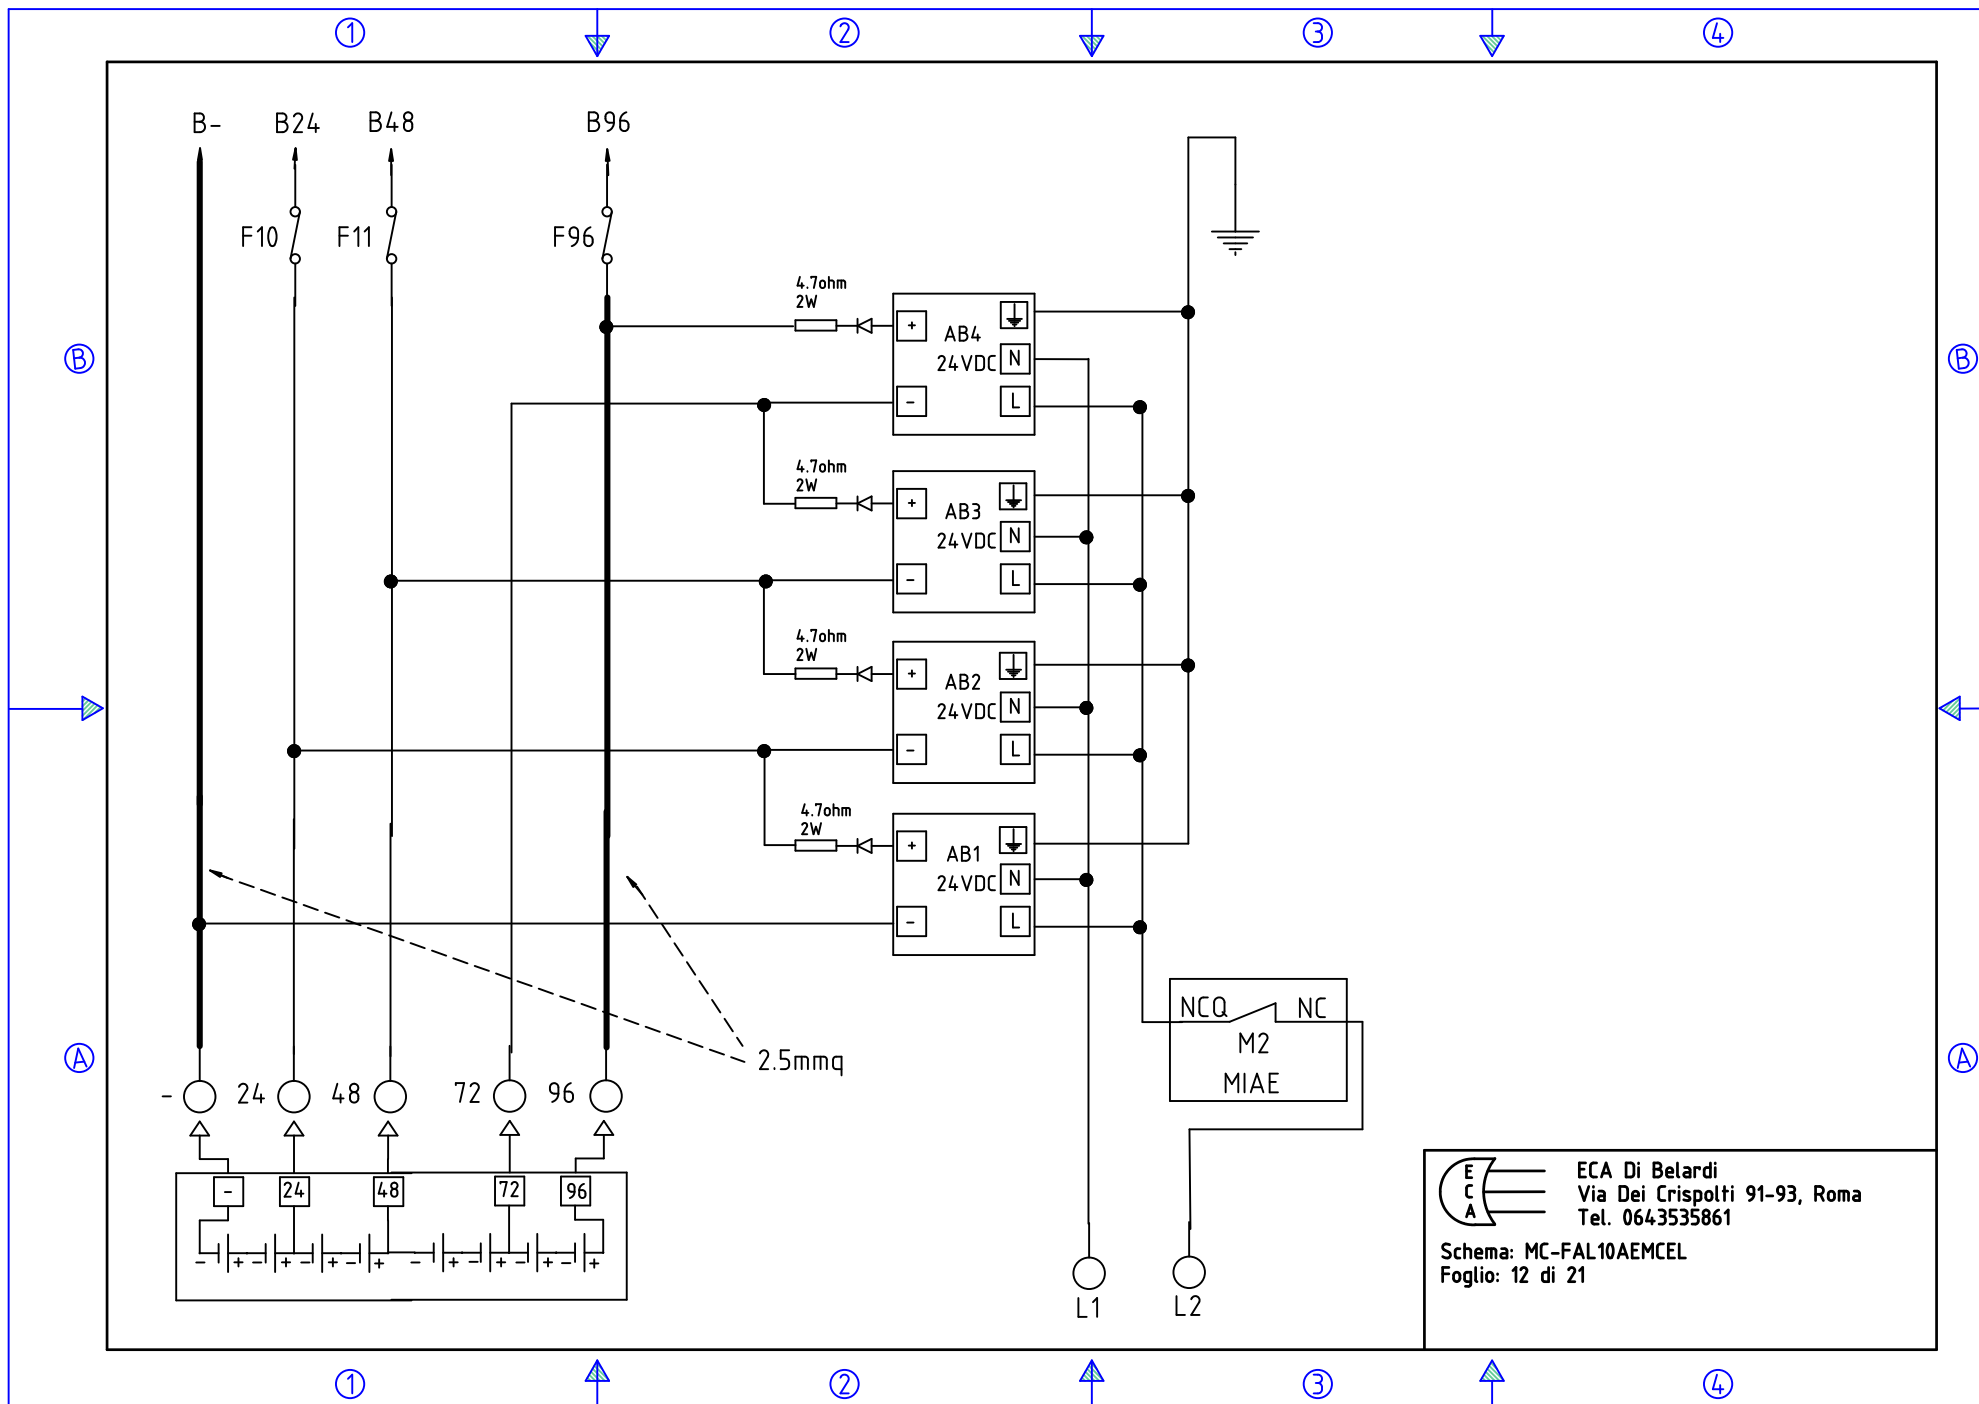 1 2 3 4
B- B24 B48 B96
F10 F11 F96
4.7ohm
2W
+
AB4
24VDC N
- L
B B
4.7ohm
2W
+
AB3
24VDC N
- L
4.7ohm
2W
+
AB2
24VDC N
- L
4.7ohm
2W
+
AB1
24VDC N
- L
NCQ NC
M2
MIAE
2.5mmq
A A
- 24 48 72 96
- 24 48 72 96
- + - + - + - + - + - + - + - +
L1 L2
E
C
A
ECA Di Belardi
Via Dei Crispolti 91-93, Roma
Tel. 0643535861
Schema: MC-FAL10AEMCEL
Foglio: 12 di 21
1 2 3 4